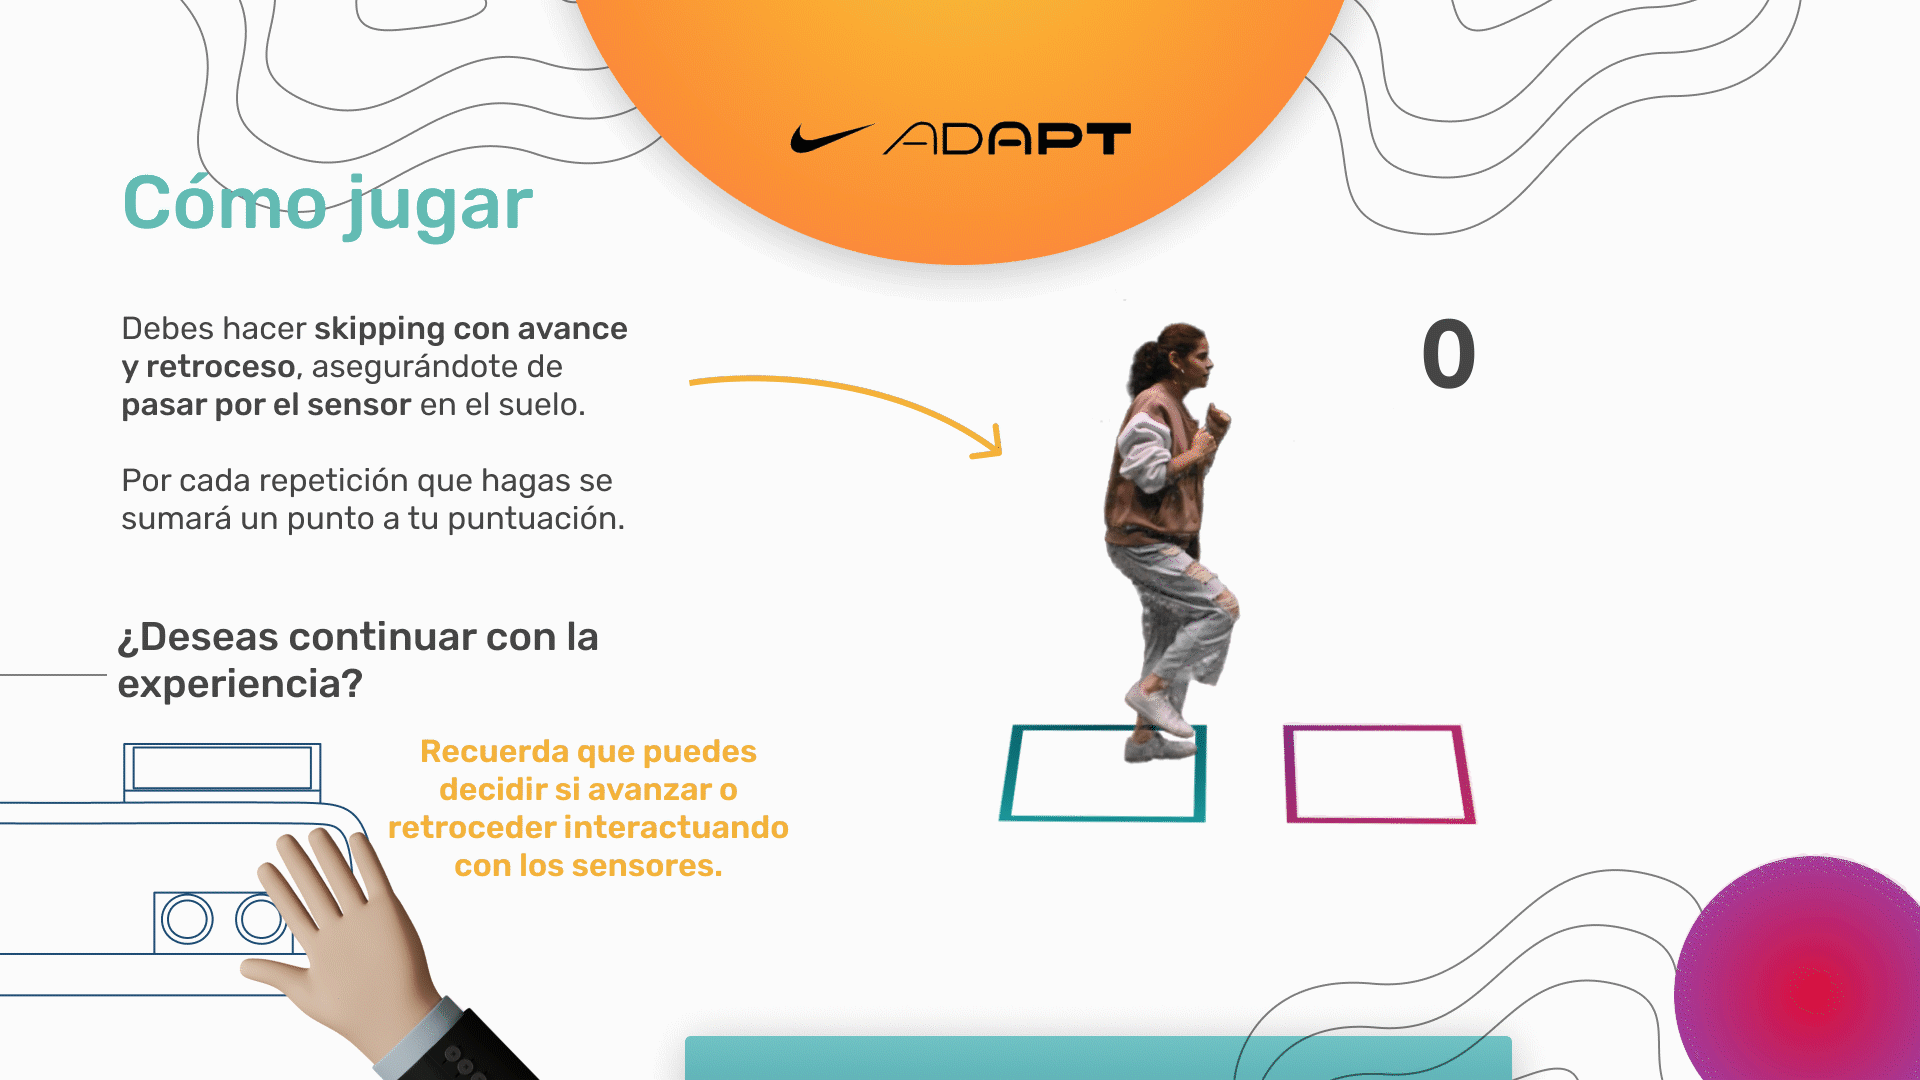 ADAPT
Cómo jugar
Debes hacer skipping con avance
y retroceso, asegurándote de
pasar por el sensor en el suelo.
Por cada repetición que hagas se
sumará un punto a tu puntuación.
0
¿Deseas continuar con la
experiencia?
Recuerda que puedes
decidir si avanzar o
retroceder interactuando
con los sensores.